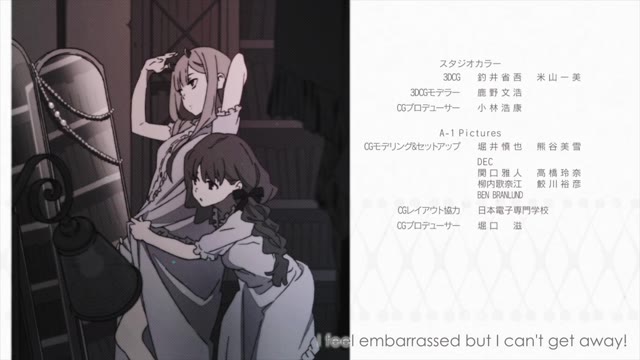 スタジオカラー
3DCG 釣井省吾 米山一美
3DCGモデラー 鹿野文浩
CGプロデューサー 小林浩康
A-1 Pictures
CGモデリング&セットアップ 堀井慎也 熊谷美雪
DEC
関口雅人 高橋玲奈
柳内歌奈江 鮫川裕彦
BEN BRANLUND
CGレイアウト協力 日本電子専門学校
CGプロデューサー 堀口 滋
I feel embarrassed but I can't get away!